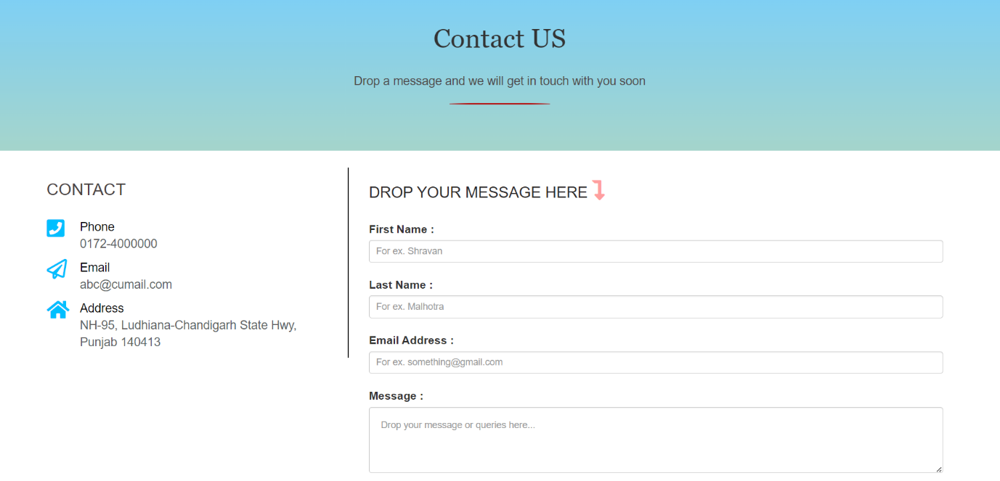 Contact US
Drop a message and we will get in touch with you soon
CONTACT
Phone
0172-4000000
Email
abc@cumail.com
Address
NH-95, Ludhiana-Chandigarh State Hwy,
Punjab 140413
DROP YOUR MESSAGE HERE
First Name :
For ex. Shravan
Last Name :
For ex. Malhotra
Email Address :
For ex. something@gmail.com
Message :
Drop your message or queries here...